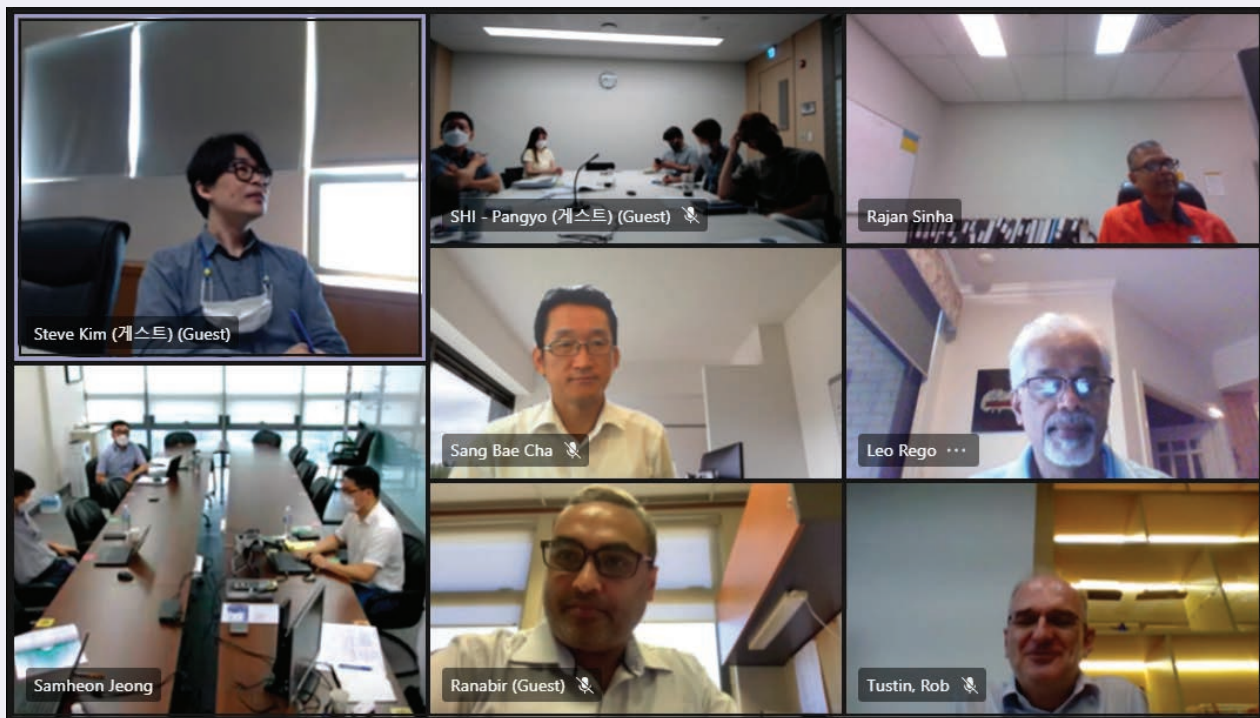 Steve Kim (게스트) (Guest)
SHI - Pangyo (게스트) (Guest)
Rajan Sinha
Sang Bae Cha
Leo Rego
Samheon Jeong
Ranabir (Guest)
Tustin, Rob